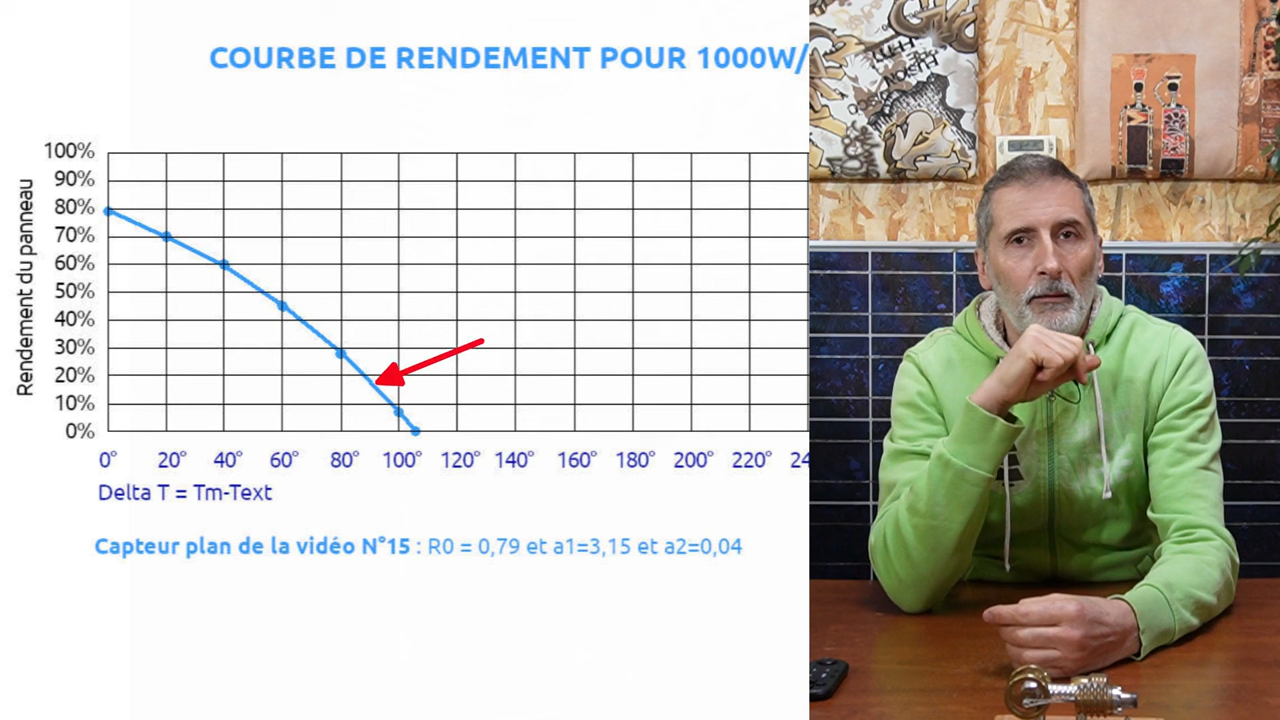 COURBE DE RENDEMENT POUR 1000W/
Rendement du panneau
100%
90%
80%
70%
60%
50%
40%
30%
20%
10%
0%
0° 20° 40° 60° 80° 100° 120° 140° 160° 180° 200° 220° 24
Delta T = Tm-Text
Capteur plan de la vidéo N°15 : R0 = 0,79 et a1=3,15 et a2=0,04